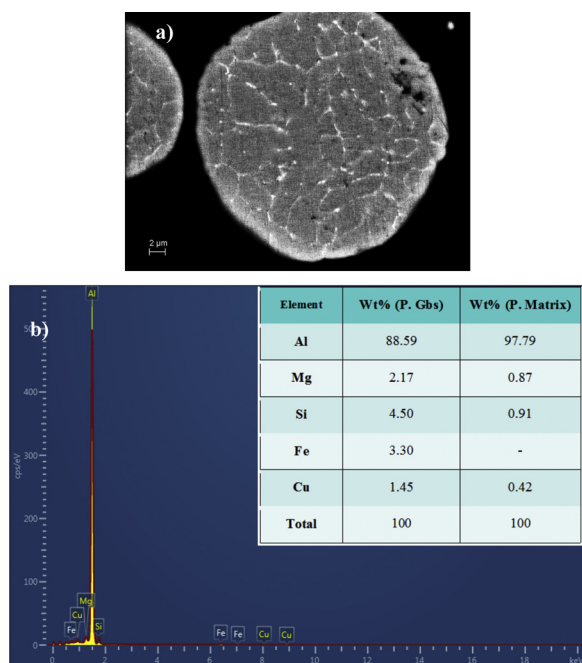 a)
2 µm
b)
Al
Element Wt% (P. Gbs) Wt% (P. Matrix)
Al 88.59 97.79
Mg 2.17 0.87
Si 4.50 0.91
Fe 3.30 -
Cu 1.45 0.42
Total 100 100
400
300
cps/eV
200
100
Mg
Cu
Fe
Si
Fe
Fe
Cu
Cu
0
0 2 4 6 8 10 12 14 16 18